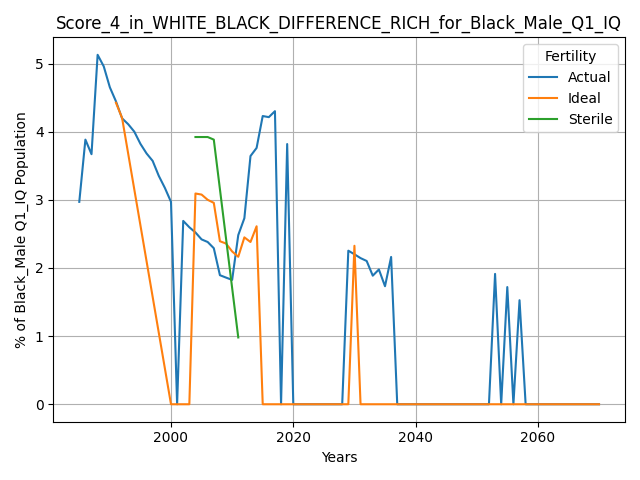 Score_4_in_WHITE_BLACK_DIFFERENCE_RICH_for_Black_Male_Q1_IQ
Fertility
Actual
Ideal
Sterile
% of Black_Male Q1_IQ Population
5
4
3
2
1
0
2000
2020
2040
2060
Years